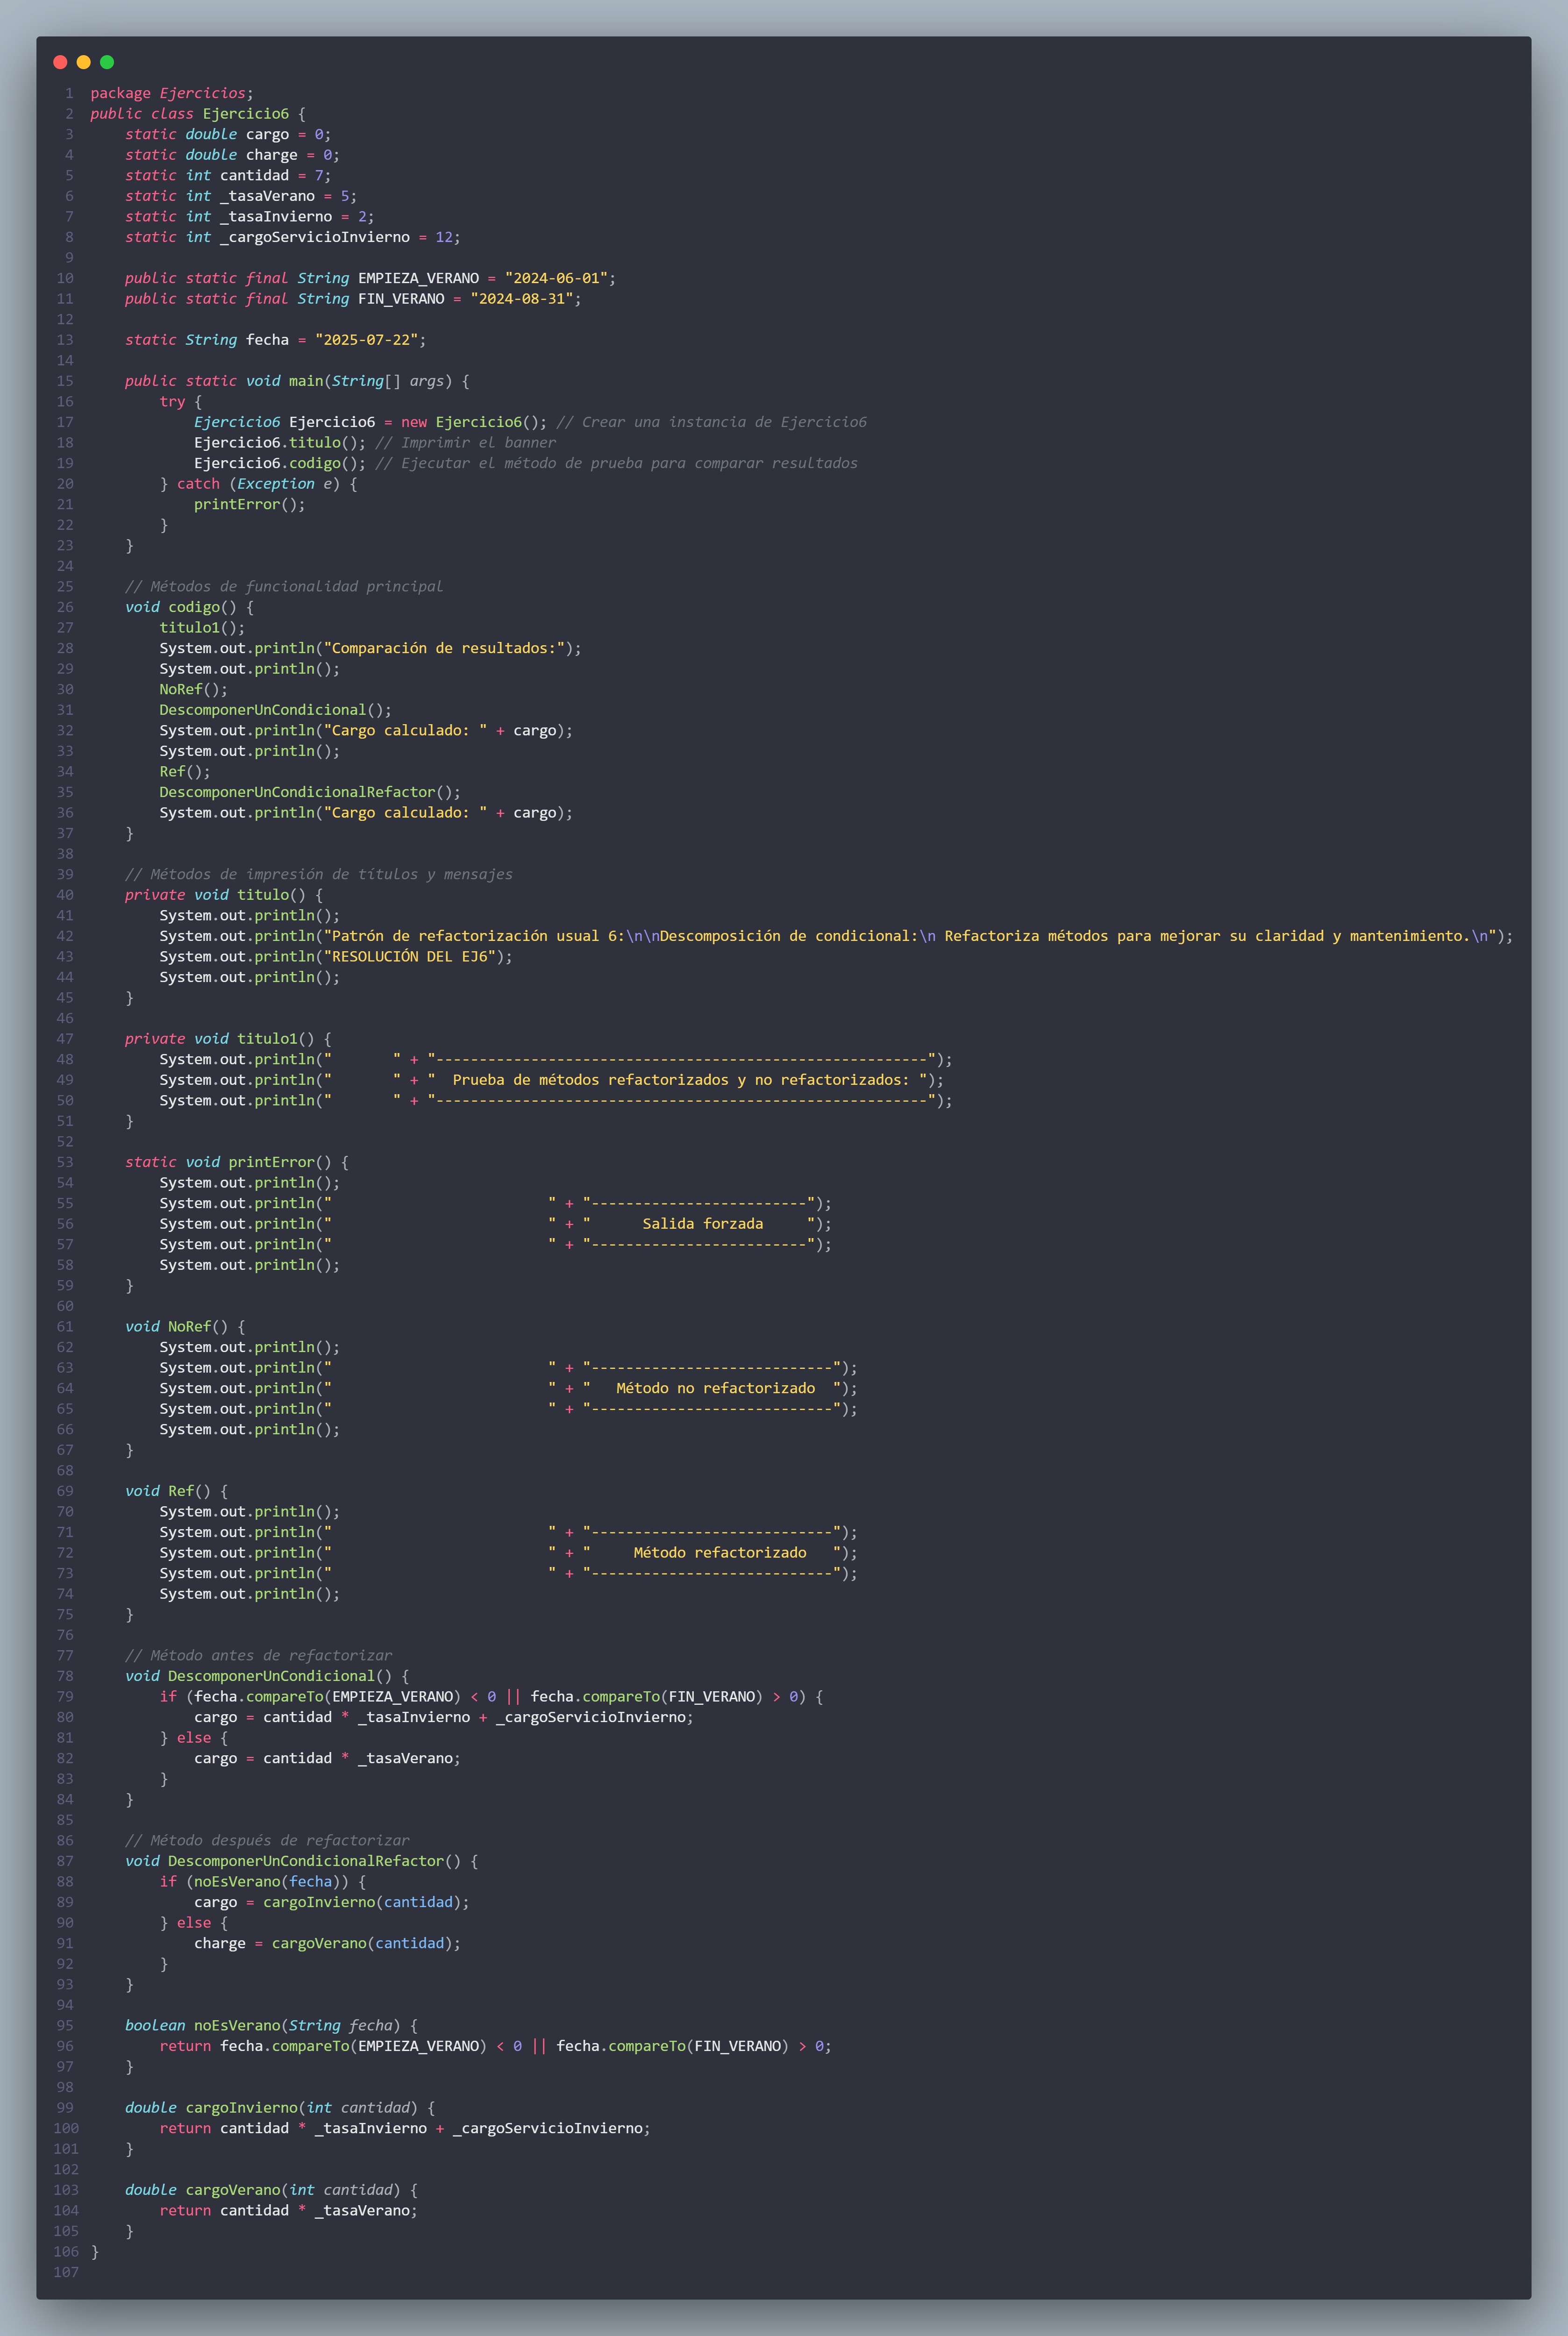 1 package Ejercicios;
2 public class Ejercicio6 {
3     static double cargo = 0;
4     static double charge = 0;
5     static int cantidad = 7;
6     static int _tasaVerano = 5;
7     static int _tasaInvierno = 2;
8     static int _cargoServicioInvierno = 12;
9
10     public static final String EMPIEZA_VERANO = "2024-06-01";
11     public static final String FIN_VERANO = "2024-08-31";
12
13     static String fecha = "2025-07-22";
14
15     public static void main(String[] args) {
16         try {
17             Ejercicio6 Ejercicio6 = new Ejercicio6(); // Crear una instancia de Ejercicio6
18             Ejercicio6.titulo(); // Imprimir el banner
19             Ejercicio6.codigo(); // Ejecutar el método de prueba para comparar resultados
20         } catch (Exception e) {
21             printError();
22         }
23     }
24
25     // Métodos de funcionalidad principal
26     void codigo() {
27         titulo1();
28         System.out.println("Comparación de resultados:");
29         System.out.println();
30         NoRef();
31         DescomponerUnCondicional();
32         System.out.println("Cargo calculado: " + cargo);
33         System.out.println();
34         Ref();
35         DescomponerUnCondicionalRefactor();
36         System.out.println("Cargo calculado: " + cargo);
37     }
38
39     // Métodos de impresión de títulos y mensajes
40     private void titulo() {
41         System.out.println();
42         System.out.println("Patrón de refactorización usual 6:\n\nDescomposición de condicional:\n Refactoriza métodos para mejorar su claridad y mantenimiento.\n");
43         System.out.println("RESOLUCIÓN DEL EJ6");
44         System.out.println();
45     }
46
47     private void titulo1() {
48         System.out.println("       " + "---------------------------------------------------------");
49         System.out.println("       " + "  Prueba de métodos refactorizados y no refactorizados: ");
50         System.out.println("       " + "---------------------------------------------------------");
51     }
52
53     static void printError() {
54         System.out.println();
55         System.out.println("                         " + "-------------------------");
56         System.out.println("                         " + "      Salida forzada     ");
57         System.out.println("                         " + "-------------------------");
58         System.out.println();
59     }
60
61     void NoRef() {
62         System.out.println();
63         System.out.println("                         " + "----------------------------");
64         System.out.println("                         " + "   Método no refactorizado  ");
65         System.out.println("                         " + "----------------------------");
66         System.out.println();
67     }
68
69     void Ref() {
70         System.out.println();
71         System.out.println("                         " + "----------------------------");
72         System.out.println("                         " + "     Método refactorizado   ");
73         System.out.println("                         " + "----------------------------");
74         System.out.println();
75     }
76
77     // Método antes de refactorizar
78     void DescomponerUnCondicional() {
79         if (fecha.compareTo(EMPIEZA_VERANO) < 0 || fecha.compareTo(FIN_VERANO) > 0) {
80             cargo = cantidad * _tasaInvierno + _cargoServicioInvierno;
81         } else {
82             cargo = cantidad * _tasaVerano;
83         }
84     }
85
86     // Método después de refactorizar
87     void DescomponerUnCondicionalRefactor() {
88         if (noEsVerano(fecha)) {
89             cargo = cargoInvierno(cantidad);
90         } else {
91             charge = cargoVerano(cantidad);
92         }
93     }
94
95     boolean noEsVerano(String fecha) {
96         return fecha.compareTo(EMPIEZA_VERANO) < 0 || fecha.compareTo(FIN_VERANO) > 0;
97     }
98
99     double cargoInvierno(int cantidad) {
100         return cantidad * _tasaInvierno + _cargoServicioInvierno;
101     }
102
103     double cargoVerano(int cantidad) {
104         return cantidad * _tasaVerano;
105     }
106 }
107